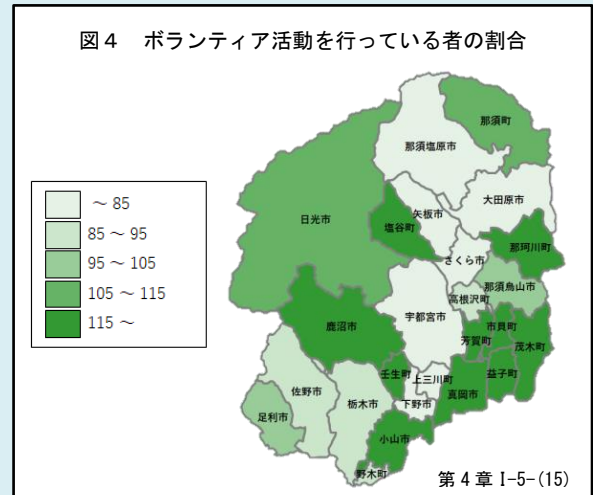 図４ ボランティア活動を行っている者の割合
～ 85
85 ～ 95
95 ～ 105
105 ～ 115
115 ～
那須町
那須塩原市
大田原市
矢板市
日光市
塩谷町
那珂川町
さくら市
那須烏山市
高根沢町
宇都宮市
市貝町
鹿沼市
芳賀町
茂木町
壬生町
上三川町
益子町
真岡市
佐野市
栃木市
下野市
足利市
小山市
野木町
第４章 I-5-(15)